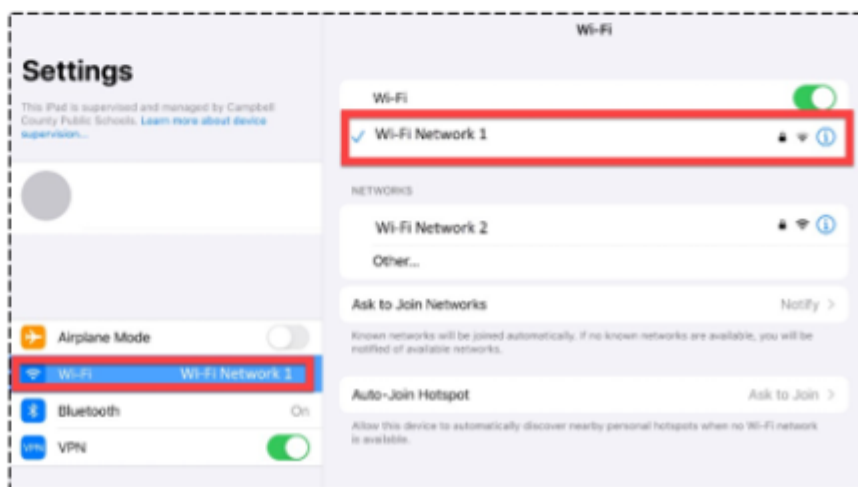 Wi-Fi
Settings
This iPad is supervised and managed by Campbell
County Public Schools. Learn more about device
supervision...
Wi-Fi
Wi-Fi Network 1
NETWORKS
Wi-Fi Network 2
Other...
Ask to Join Networks Notify
Known networks will be joined automatically. If no known networks are available, you will be
notified of available networks.
Auto-Join Hotspot Ask to Join
Allow this device to automatically discover nearby personal hotspots when no Wi-Fi network
is available.
Airplane Mode
Wi-Fi Wi-Fi Network 1
Bluetooth On
VPN VPN